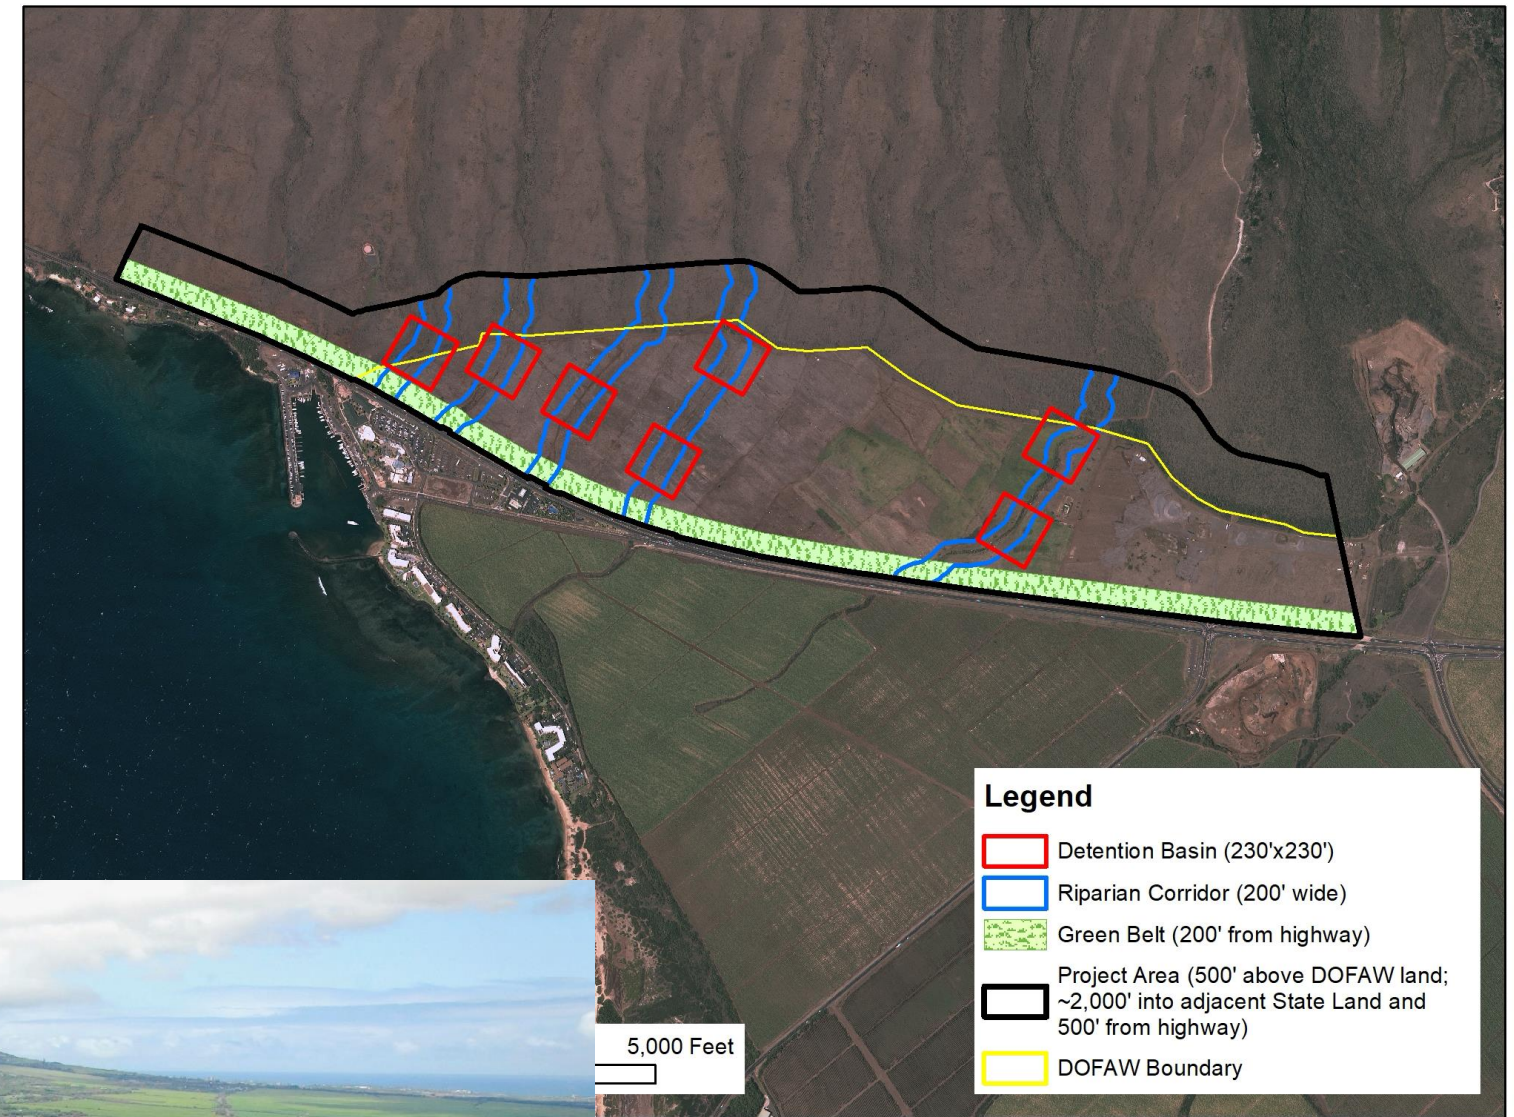 Legend
Detention Basin (230'x230')
Riparian Corridor (200' wide)
Green Belt (200' from highway)
Project Area (500' above DOFAW land;
~2,000' into adjacent State Land and
500' from highway)
DOFAW Boundary
5,000 Feet